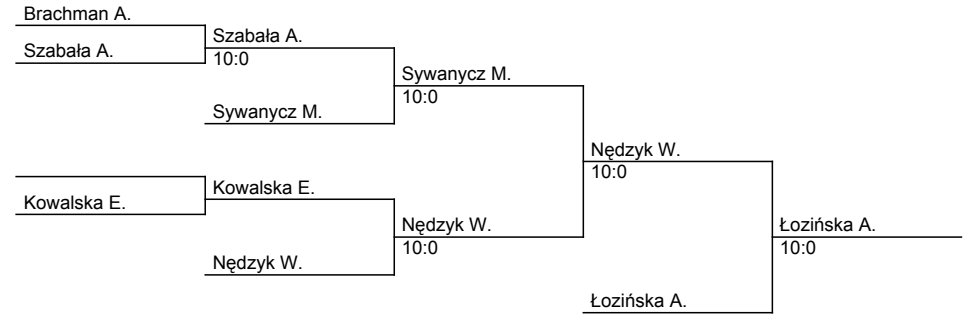 Brachman A.
Szabała A.
Szabała A.
10:0
Sywanycz M.
10:0
Sywanycz M.
Nędzyk W.
10:0
Kowalska E.
Kowalska E.
Nędzyk W.
10:0
Łozińska A.
10:0
Nędzyk W.
Łozińska A.